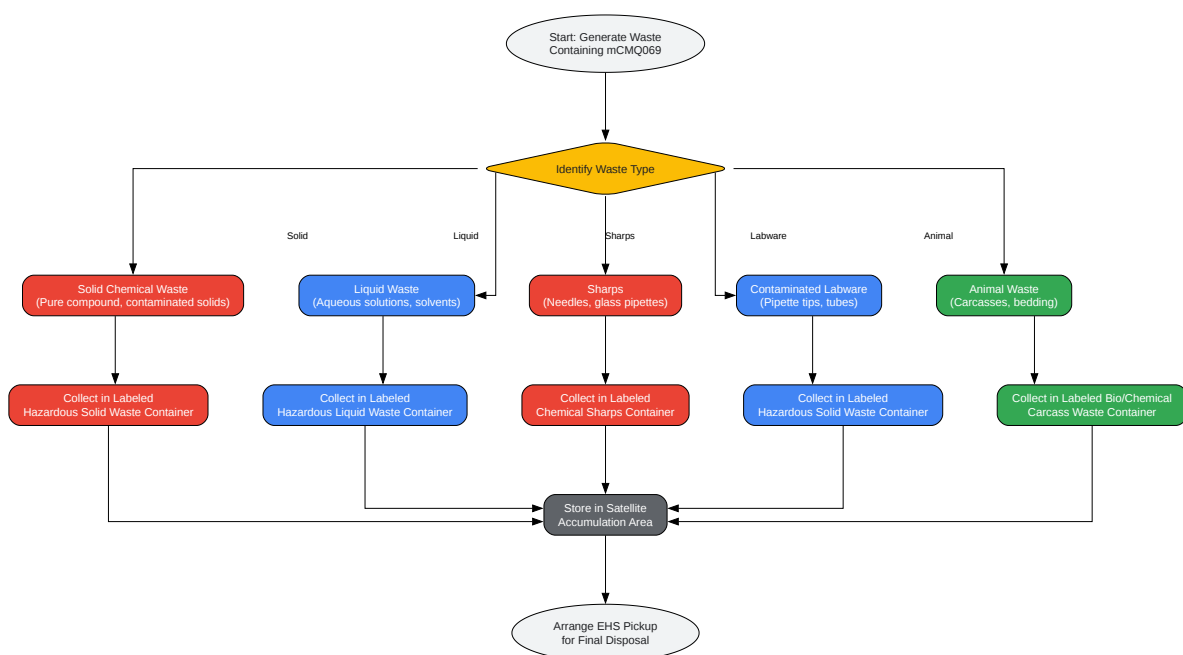 Start: Generate Waste
Containing mCMQ069
Identify Waste Type
Solid
Liquid
Sharps
Labware
Animal
Solid Chemical Waste
(Pure compound, contaminated solids)
Liquid Waste
(Aqueous solutions, solvents)
Sharps
(Needles, glass pipettes)
Contaminated Labware
(Pipette tips, tubes)
Animal Waste
(Carcasses, bedding)
Collect in Labeled
Hazardous Solid Waste Container
Collect in Labeled
Hazardous Liquid Waste Container
Collect in Labeled
Chemical Sharps Container
Collect in Labeled
Hazardous Solid Waste Container
Collect in Labeled Bio/Chemical
Carcass Waste Container
Store in Satellite
Accumulation Area
Arrange EHS Pickup
for Final Disposal